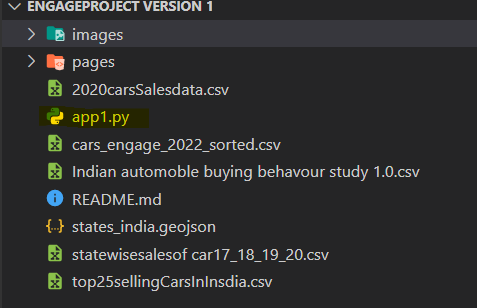 ENGAGEPROJECT VERSION 1
images
pages
2020carsSalesdata.csv
app1.py
cars_engage_2022_sorted.csv
Indian automoble buying behavour study 1.0.csv
README.md
states_india.geojson
statewisesalesof car17_18_19_20.csv
top25sellingCarsInInsdia.csv